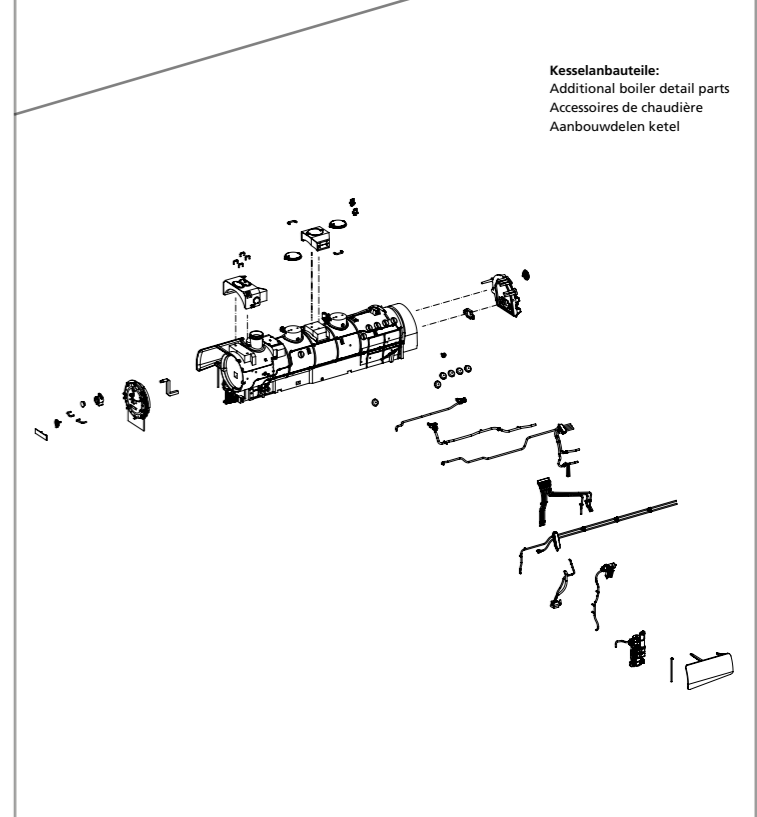 Kesselanbauteile:
Additional boiler detail parts
Accessoires de chaudière
Aanbouwdelen ketel